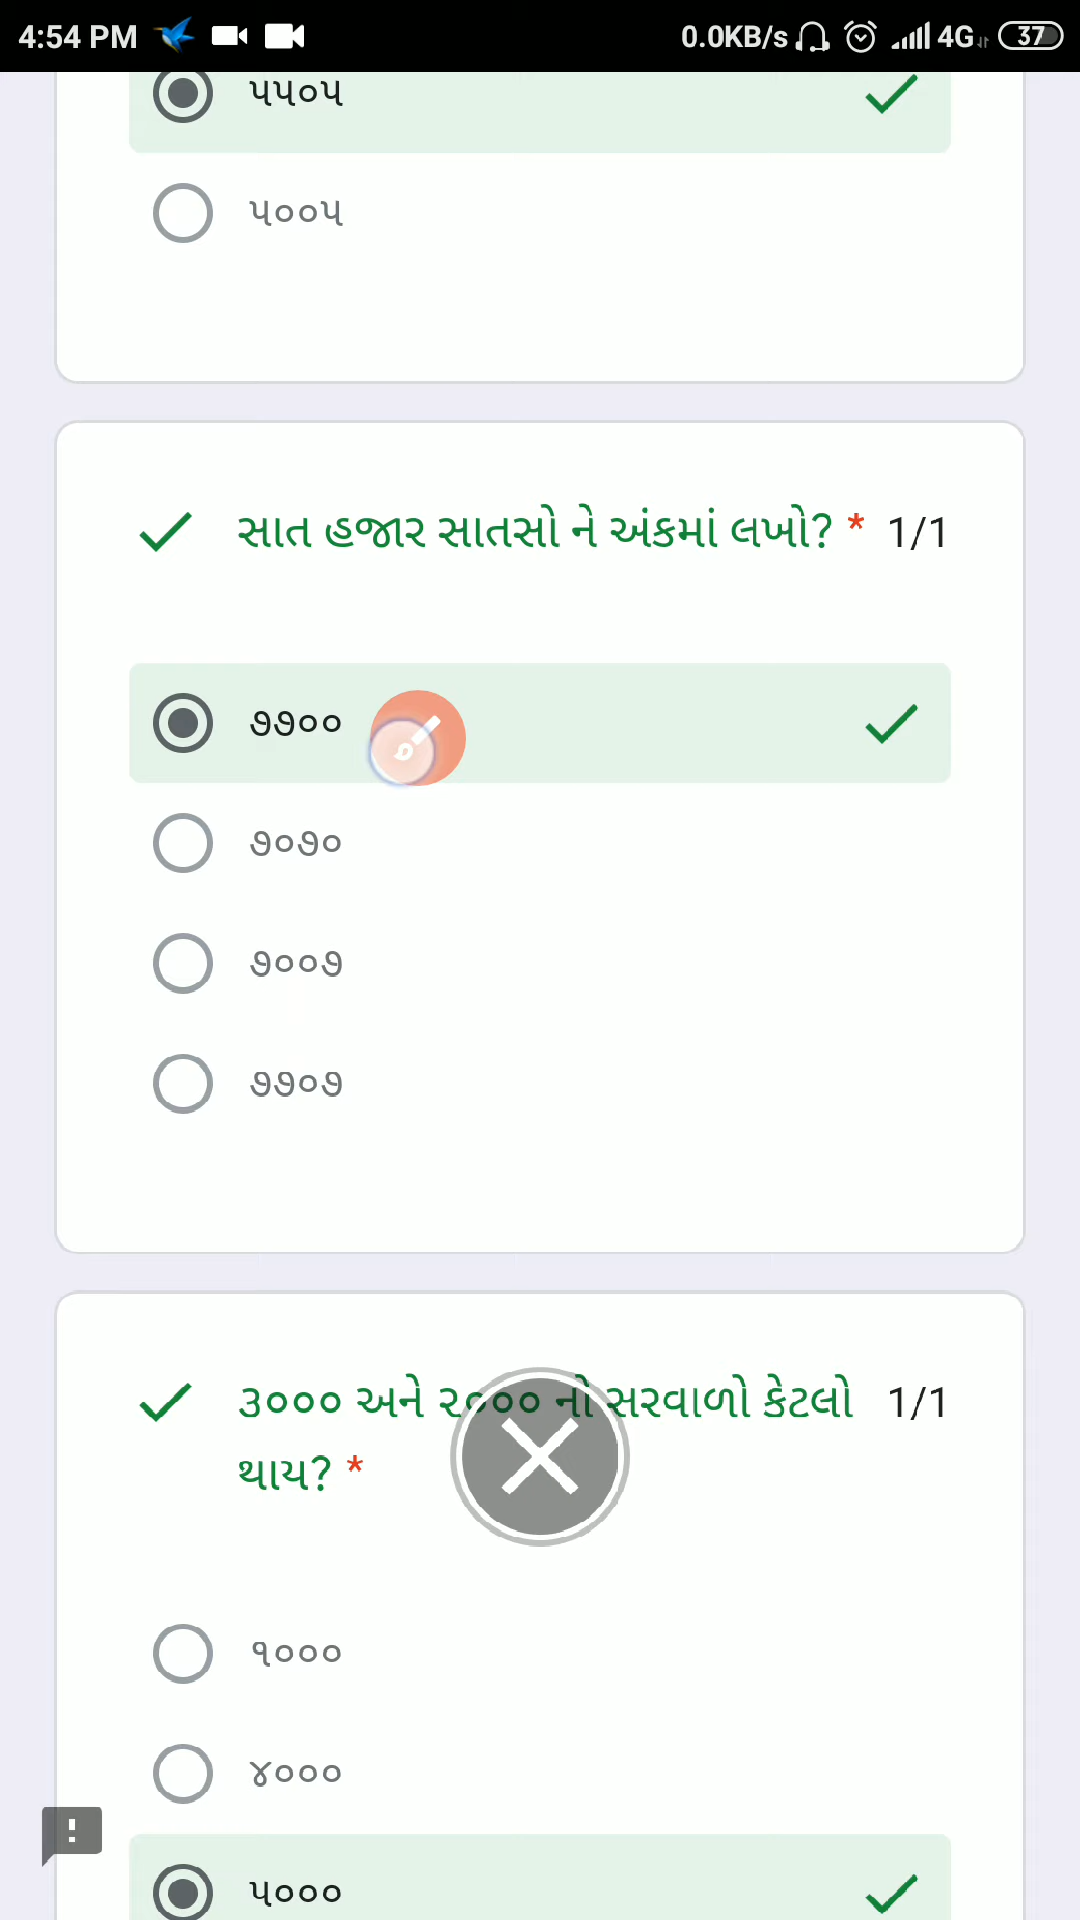 4:54 PM 0.0KB/s 4G 37
૫૫૦૫
૫૦૦૫
સાત હજાર સાતસો ને અંકમાં લખો? * 1/1
૭૭૦૦
૭૦૭૦
૭૦૦૭
૭૭૦૭
૩૦૦૦ અને ૨૦૦૦ નો સરવાળો કેટલો 1/1
થાય? *
૧૦૦૦
૪૦૦૦
૫૦૦૦